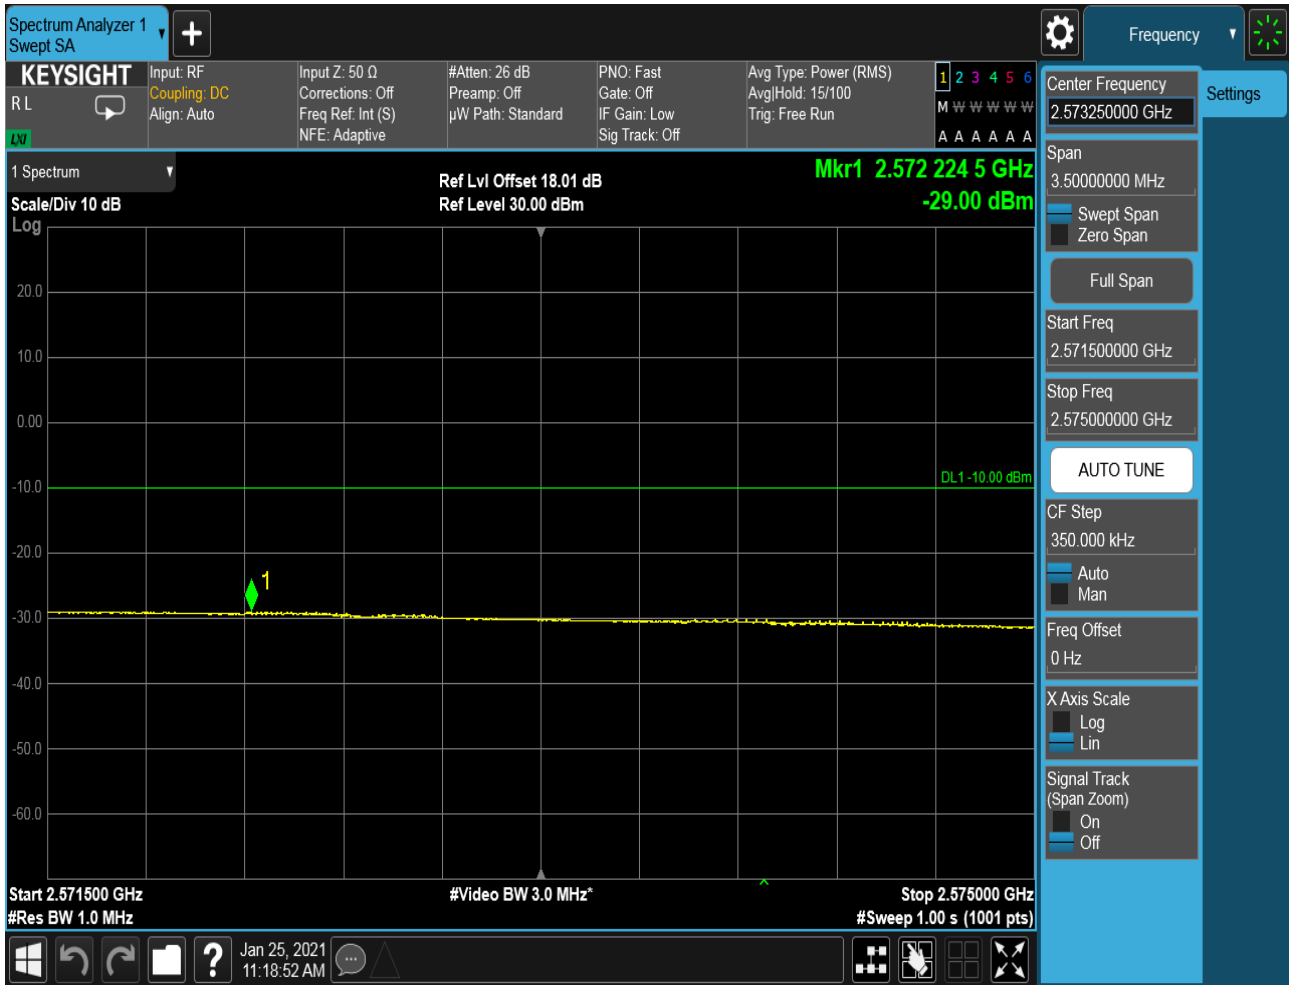 Spectrum Analyzer 1
Swept SA
Frequency
KEYSIGHT
R L
LXI
Input: RF
Coupling: DC
Align: Auto
Input Z: 50 Ω
Corrections: Off
Freq Ref: Int (S)
NFE: Adaptive
#Atten: 26 dB
Preamp: Off
µW Path: Standard
PNO: Fast
Gate: Off
IF Gain: Low
Sig Track: Off
Avg Type: Power (RMS)
Avg|Hold: 15/100
Trig: Free Run
1 2 3 4 5 6
M W W W W W
A A A A A A
1 Spectrum
Scale/Div 10 dB
Log
Ref Lvl Offset 18.01 dB
Ref Level 30.00 dBm
Mkr1 2.572 224 5 GHz
-29.00 dBm
20.0
10.0
0.00
-10.0
-20.0
-30.0
-40.0
-50.0
-60.0
DL1 -10.00 dBm
1
Start 2.571500 GHz
#Res BW 1.0 MHz
#Video BW 3.0 MHz*
Stop 2.575000 GHz
#Sweep 1.00 s (1001 pts)
Jan 25, 2021
11:18:52 AM
Center Frequency
2.573250000 GHz
Settings
Span
3.50000000 MHz
Swept Span
Zero Span
Full Span
Start Freq
2.571500000 GHz
Stop Freq
2.575000000 GHz
AUTO TUNE
CF Step
350.000 kHz
Auto
Man
Freq Offset
0 Hz
X Axis Scale
Log
Lin
Signal Track
(Span Zoom)
On
Off